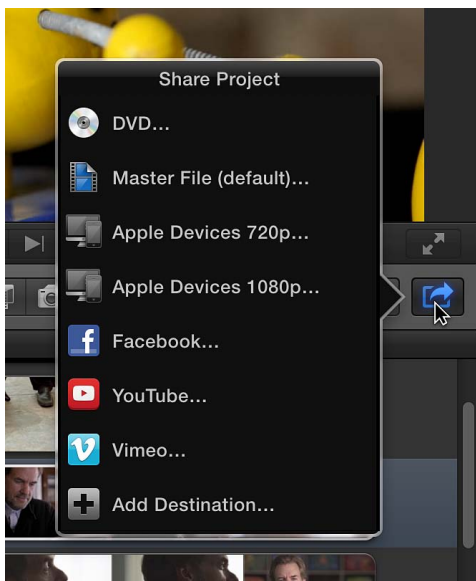 Share Project
DVD...
Master File (default)...
Apple Devices 720p...
Apple Devices 1080p...
Facebook...
YouTube...
Vimeo...
Add Destination...